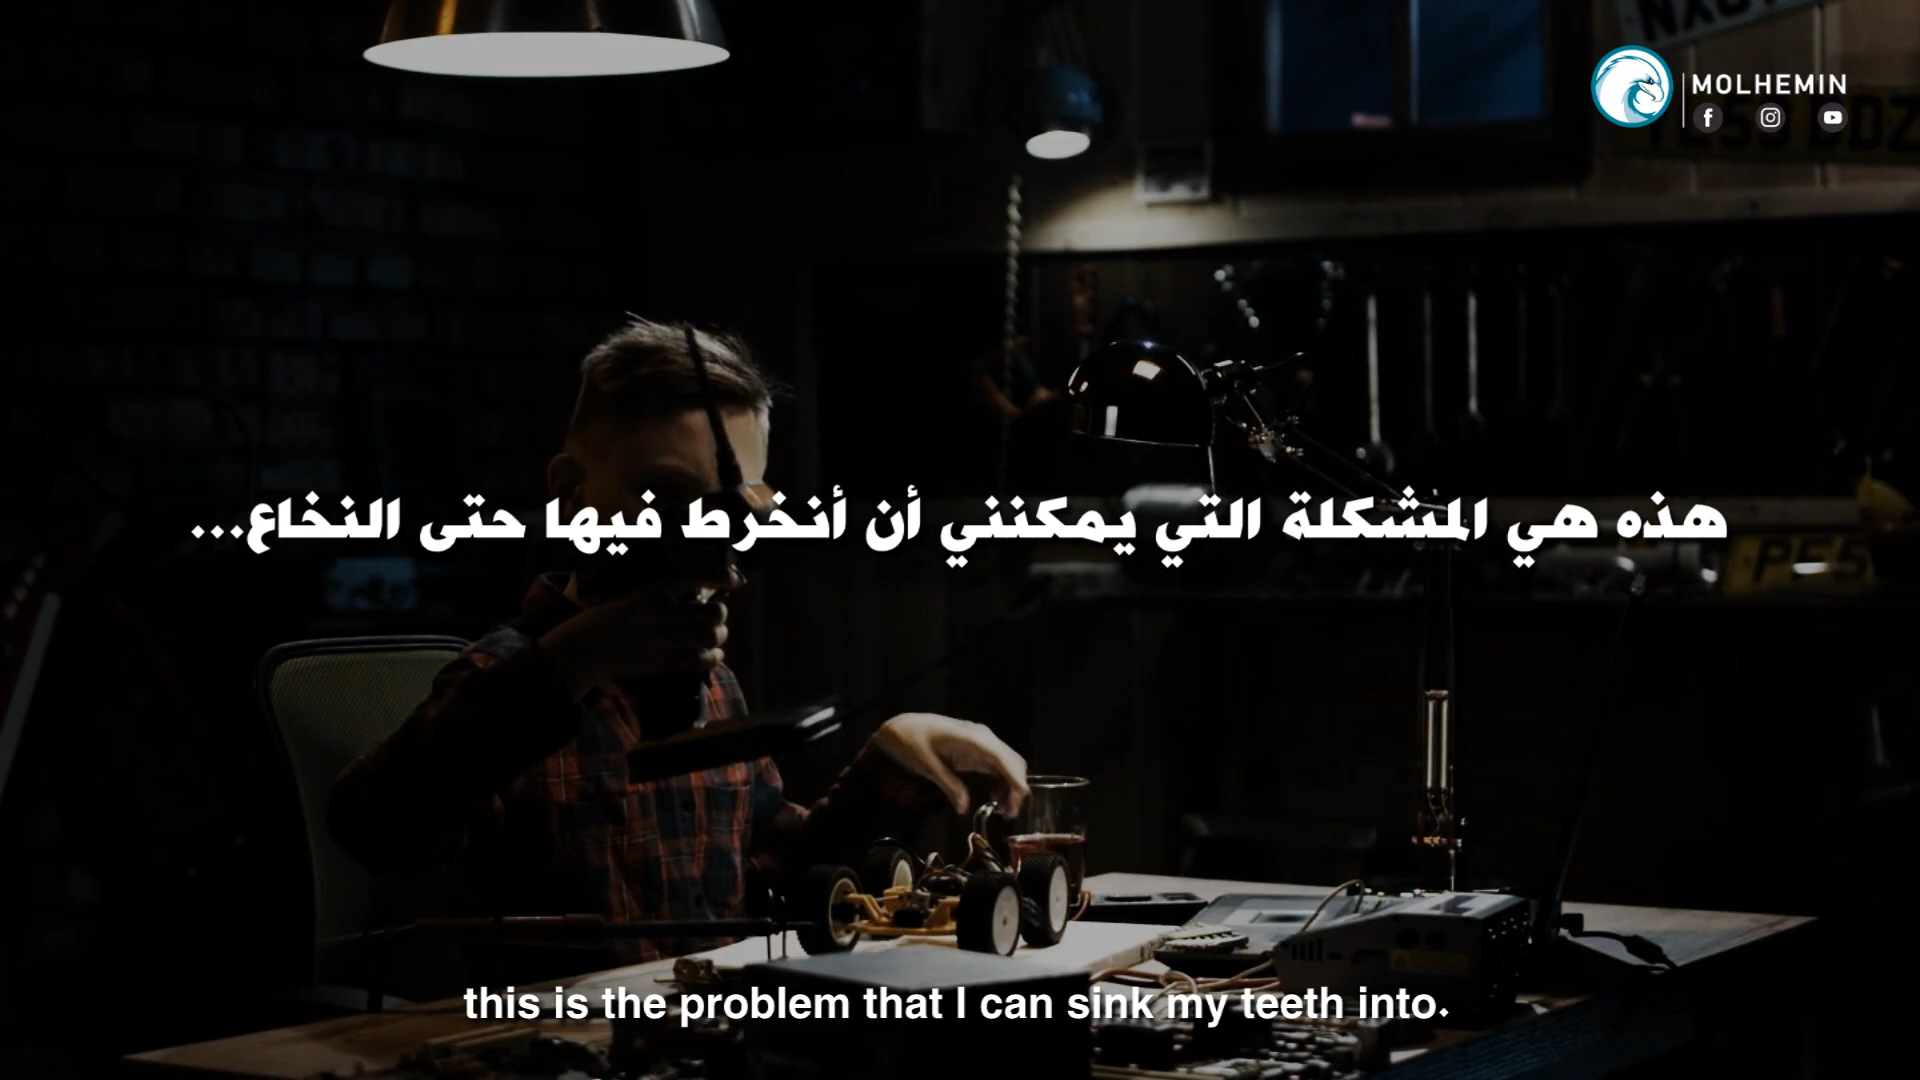 MOLHEMIN
هذه هي المشكلة التي يمكنني أن أنخرط فيها حتى النخاع...
this is the problem that I can sink my teeth into.